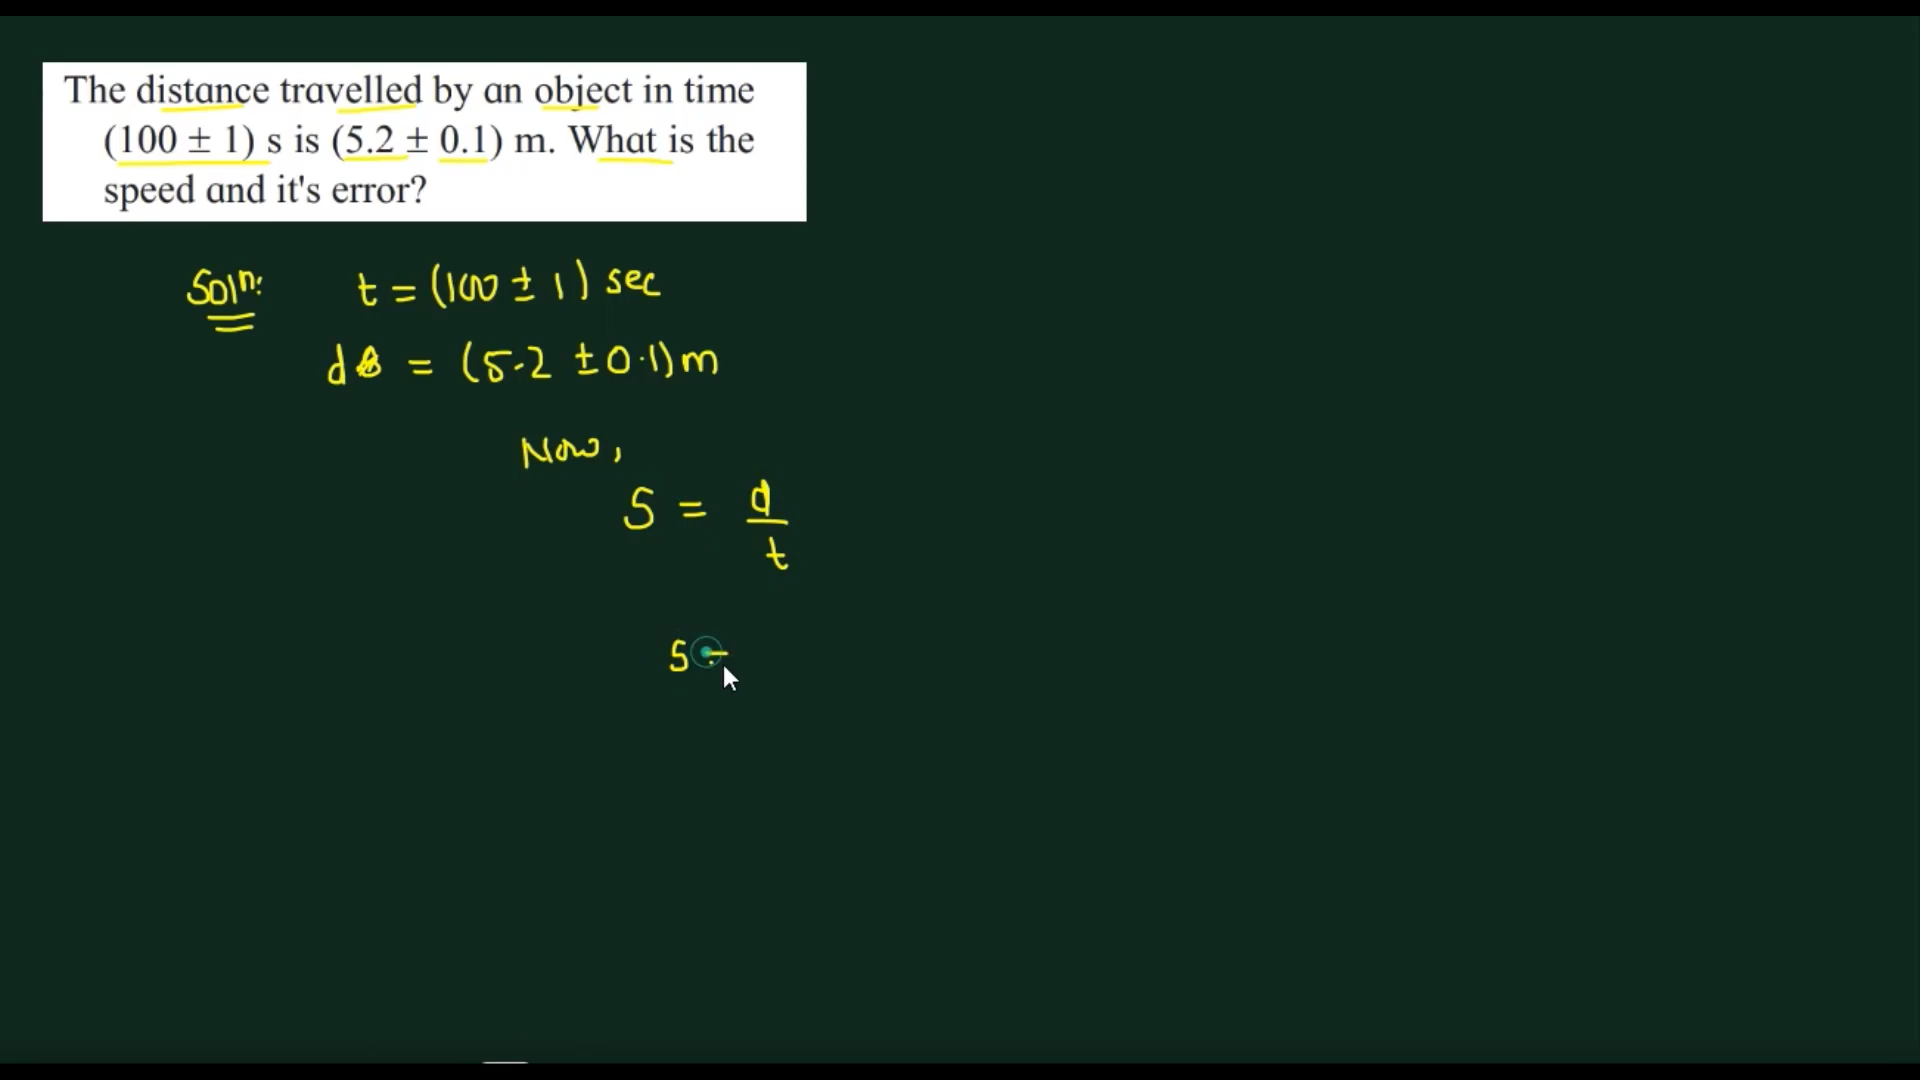 The distance travelled by an object in time
(100 ± 1) s is (5.2 ± 0.1) m. What is the
speed and it's error?
Soln:
t = (100 ± 1) sec
d = (5.2 ± 0.1) m
Now,
S = d
t
S =